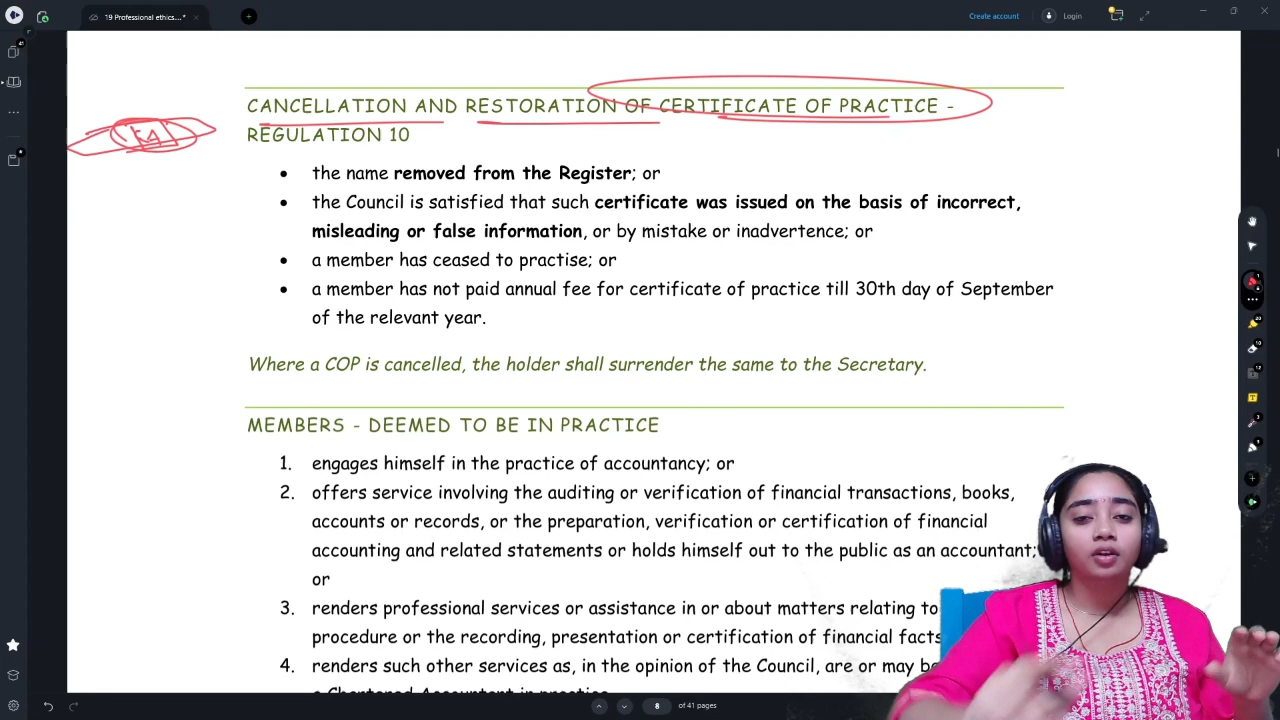 19 Professional ethics....*
Create account
Login
CANCELLATION AND RESTORATION OF CERTIFICATE OF PRACTICE -
REGULATION 10
• the name removed from the Register; or
• the Council is satisfied that such certificate was issued on the basis of incorrect,
misleading or false information, or by mistake or inadvertence; or
• a member has ceased to practise; or
• a member has not paid annual fee for certificate of practice till 30th day of September
of the relevant year.
Where a COP is cancelled, the holder shall surrender the same to the Secretary.
MEMBERS - DEEMED TO BE IN PRACTICE
1. engages himself in the practice of accountancy; or
2. offers service involving the auditing or verification of financial transactions, books,
accounts or records, or the preparation, verification or certification of financial
accounting and related statements or holds himself out to the public as an accountant;
or
3. renders professional services or assistance in or about matters relating to
procedure or the recording, presentation or certification of financial facts
4. renders such other services as, in the opinion of the Council, are or may be
a Chartered Accountant in practice
8 of 41 pages